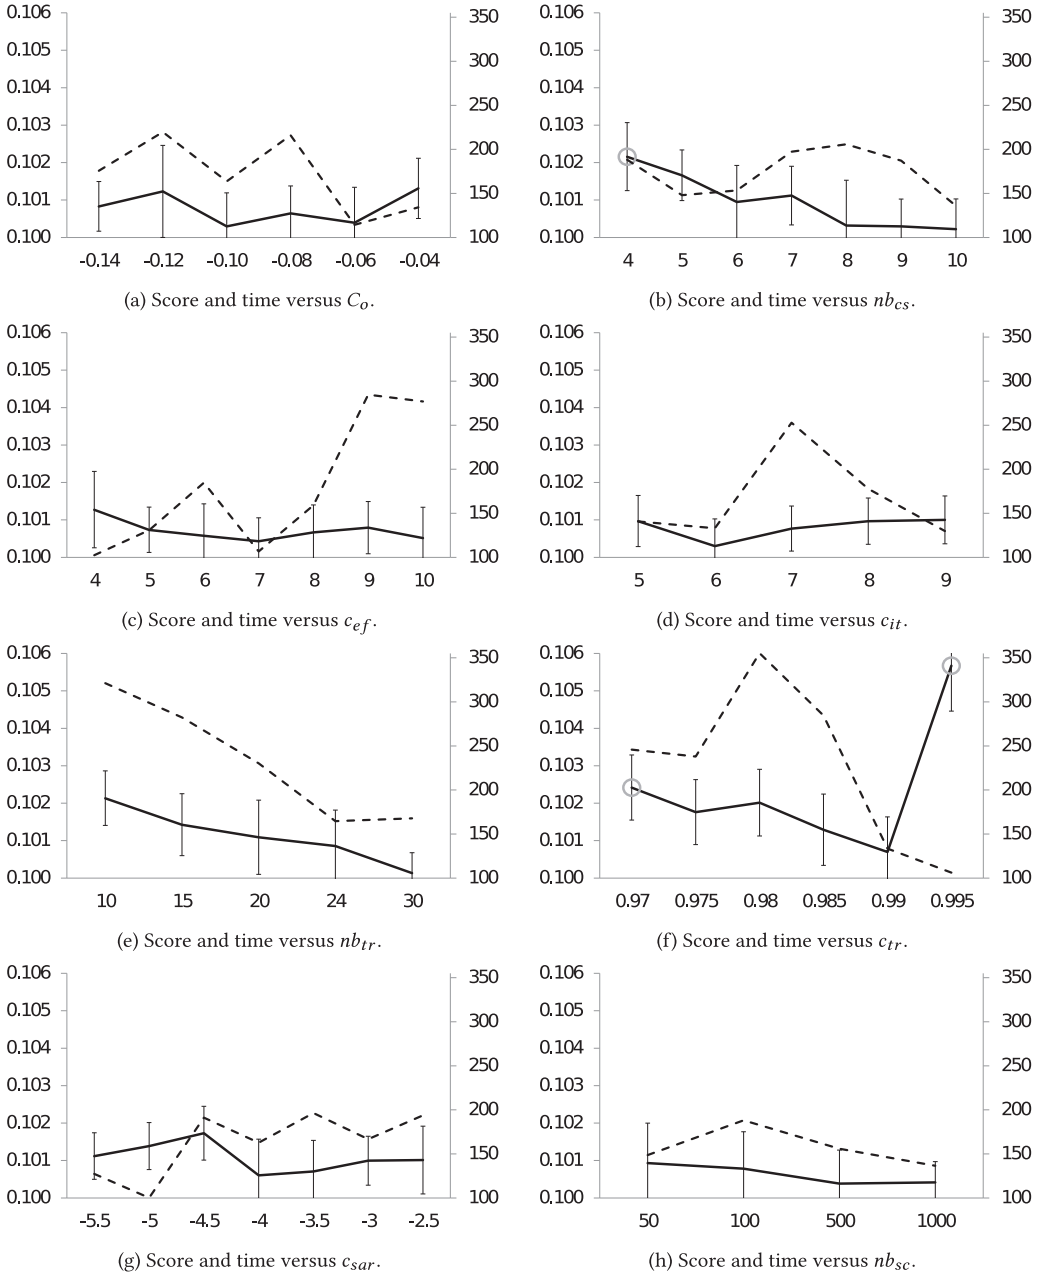 0.106 350 0.106 350
0.105 300 0.105 300
0.104 250 0.104 250
0.103 200 0.103 200
0.102 150 0.102 150
0.101 0.101
0.100 100 0.100 100
-0.14 -0.12 -0.10 -0.08 -0.06 -0.04 4 5 6 7 8 9 10
(a) Score and time versus C_o. (b) Score and time versus nb_cs.
0.106 350 0.106 350
0.105 300 0.105 300
0.104 250 0.104 250
0.103 200 0.103 200
0.102 150 0.102 150
0.101 0.101
0.100 100 0.100 100
4 5 6 7 8 9 10 5 6 7 8 9
(c) Score and time versus c_ef. (d) Score and time versus c_it.
0.106 350 0.106 350
0.105 300 0.105 300
0.104 250 0.104 250
0.103 200 0.103 200
0.102 150 0.102 150
0.101 0.101
0.100 100 0.100 100
10 15 20 24 30 0.97 0.975 0.98 0.985 0.99 0.995
(e) Score and time versus nb_tr. (f) Score and time versus c_tr.
0.106 350 0.106 350
0.105 300 0.105 300
0.104 250 0.104 250
0.103 200 0.103 200
0.102 150 0.102 150
0.101 0.101
0.100 100 0.100 100
-5.5 -5 -4.5 -4 -3.5 -3 -2.5 50 100 500 1000
(g) Score and time versus c_sar. (h) Score and time versus nb_sc.